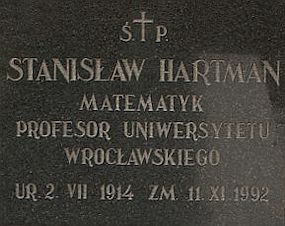 Ś†P.
STANISŁAW HARTMAN
MATEMATYK
PROFESOR UNIWERSYTETU
WROCŁAWSKIEGO
UR. 2. VII 1914 ZM. 11. XI. 1992